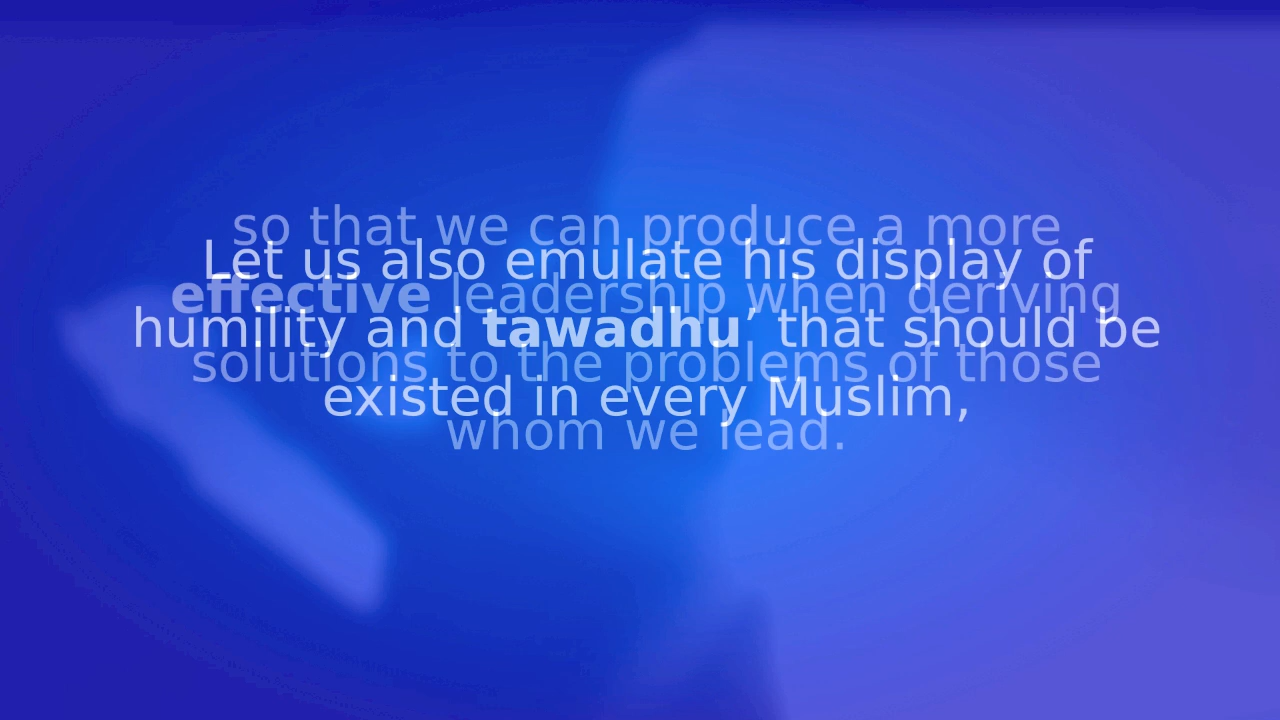 Let us also emulate his display of
humility and tawadhu’ that should be
existed in every Muslim,
so that we can produce a more
effective leadership when deriving
solutions to the problems of those
whom we lead.